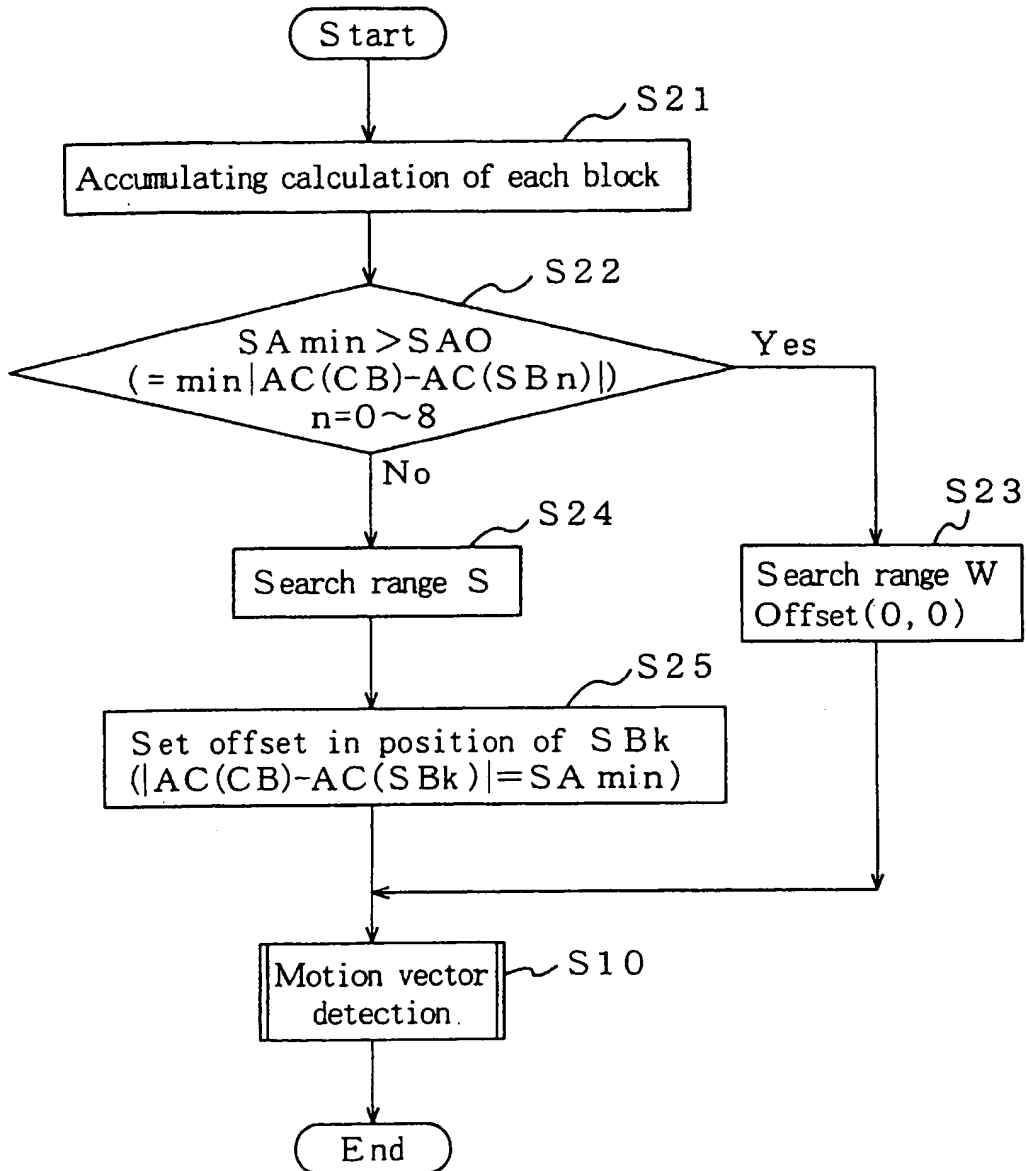 Start
S21
Accumulating calculation of each block
S22
SAmin>SAO
(=min|AC(CB)-AC(SBn)|)
n=0~8
Yes
No
S23
S24
Search range S
Search range W
Offset(0,0)
S25
Set offset in position of SBk
(|AC(CB)-AC(SBk)|=SAmin)
S10
Motion vector
detection
End